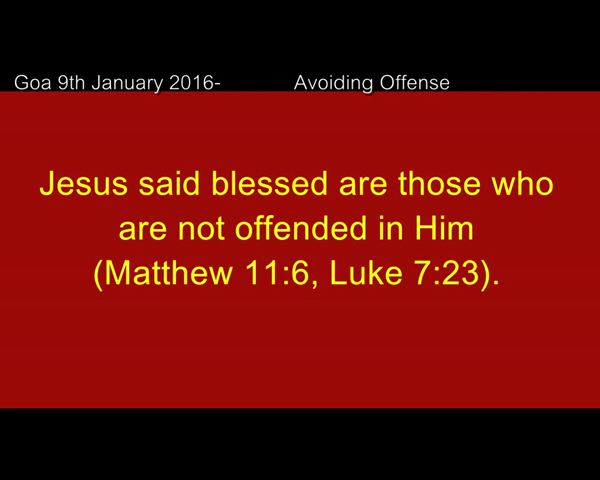 Goa 9th January 2016- Avoiding Offense
Jesus said blessed are those who
are not offended in Him
(Matthew 11:6, Luke 7:23).